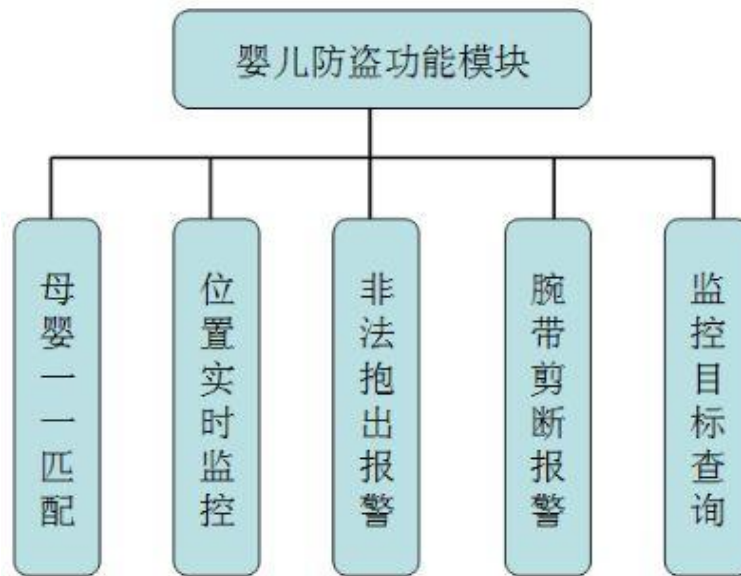 婴儿防盗功能模块
母婴一一匹配
位置实时监控
非法抱出报警
腕带剪断报警
监控目标查询